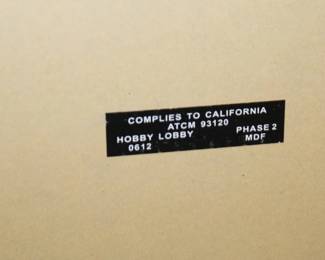 COMPLIES TO CALIFORNIA
ATCM 93120
HOBBY LOBBY PHASE 2
0612 MDF